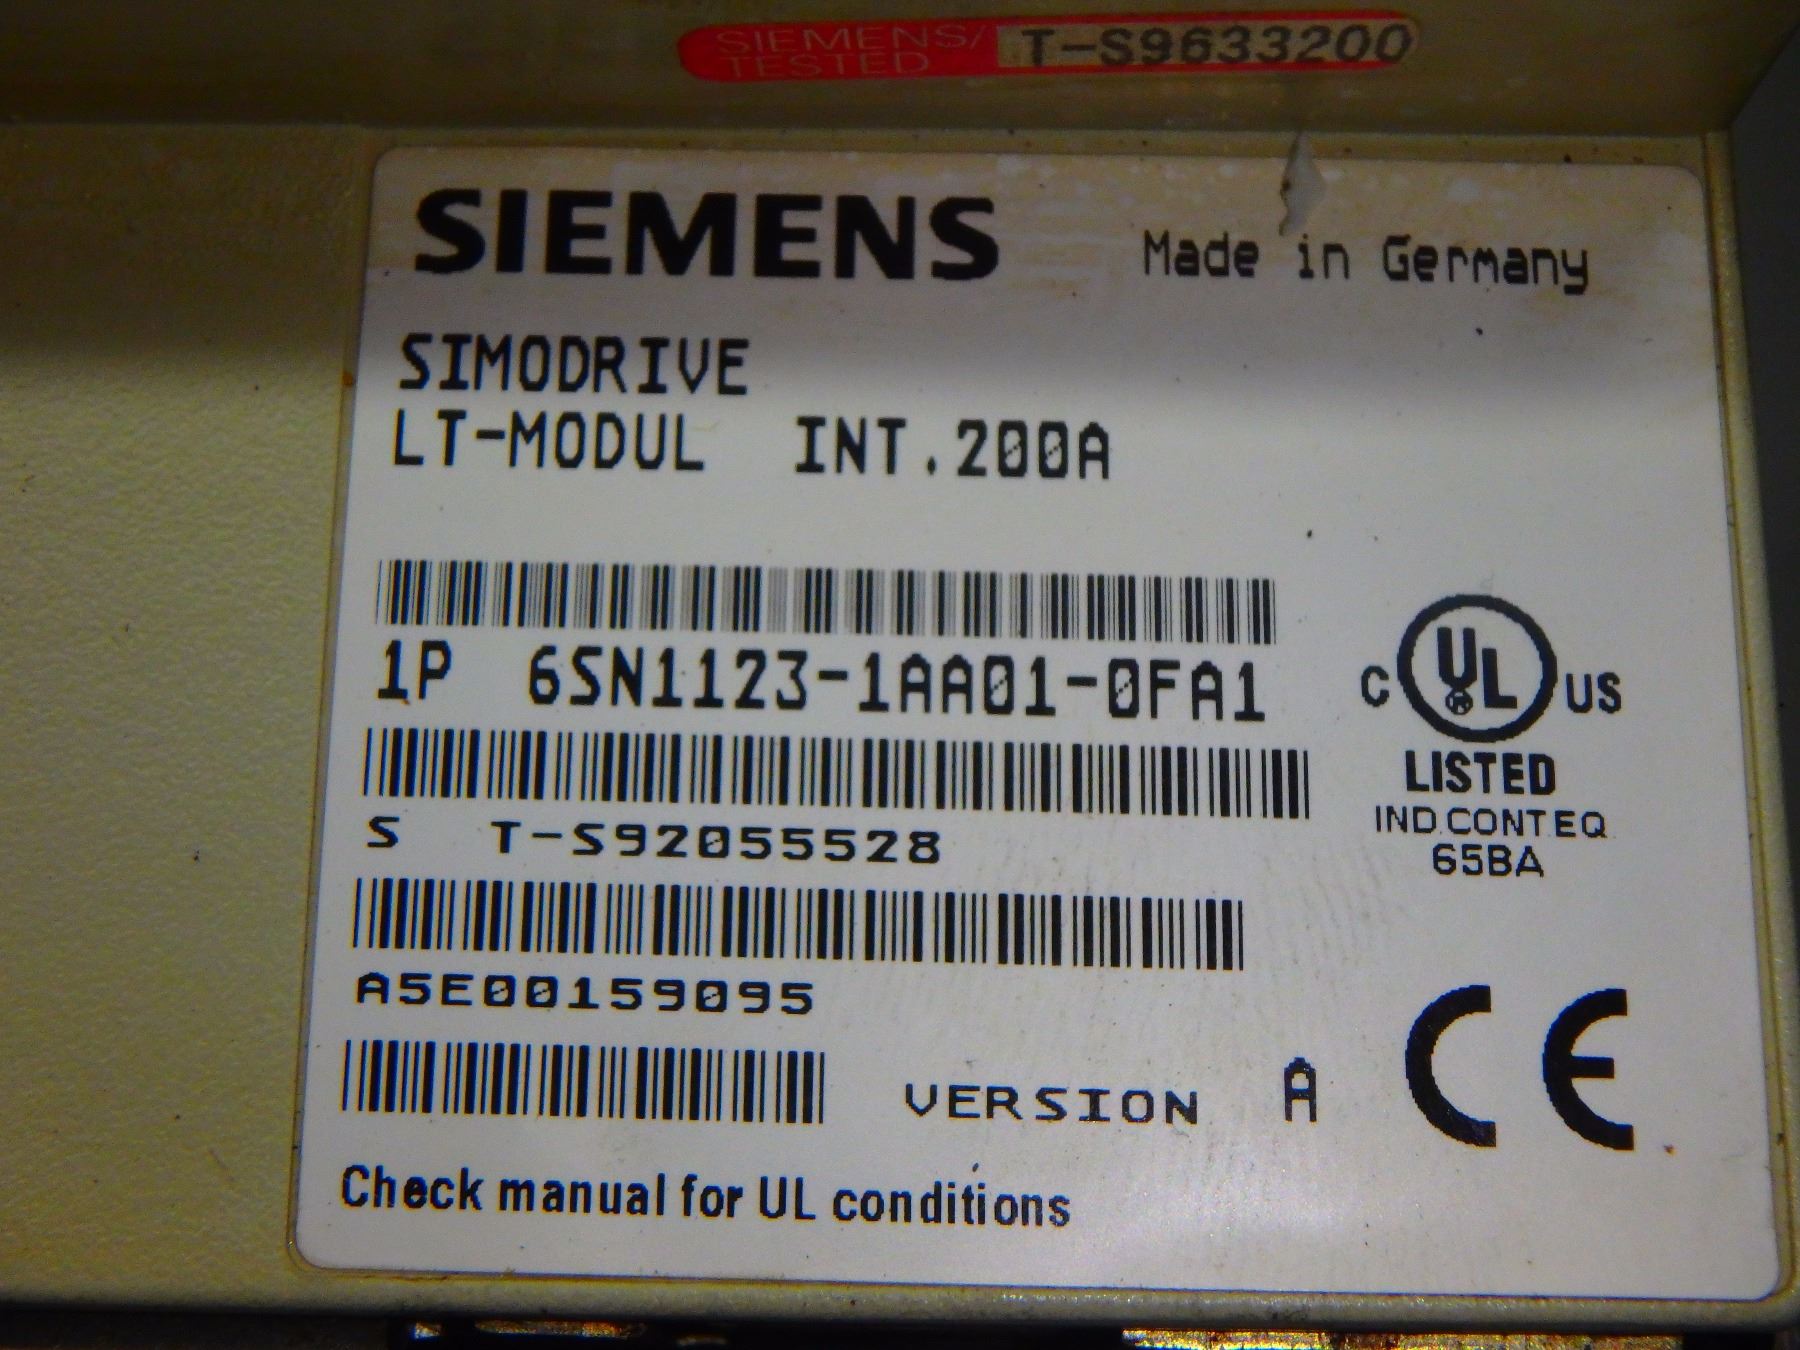 SIEMENS/
TESTED T-S9633200
SIEMENS Made in Germany
SIMODRIVE
LT-MODUL INT.200A
1P 6SN1123-1AA01-0FA1
C UL US
LISTED
IND.CONT.EQ
65BA
S T-S92055528
A5E00159095
VERSION A
CE
Check manual for UL conditions